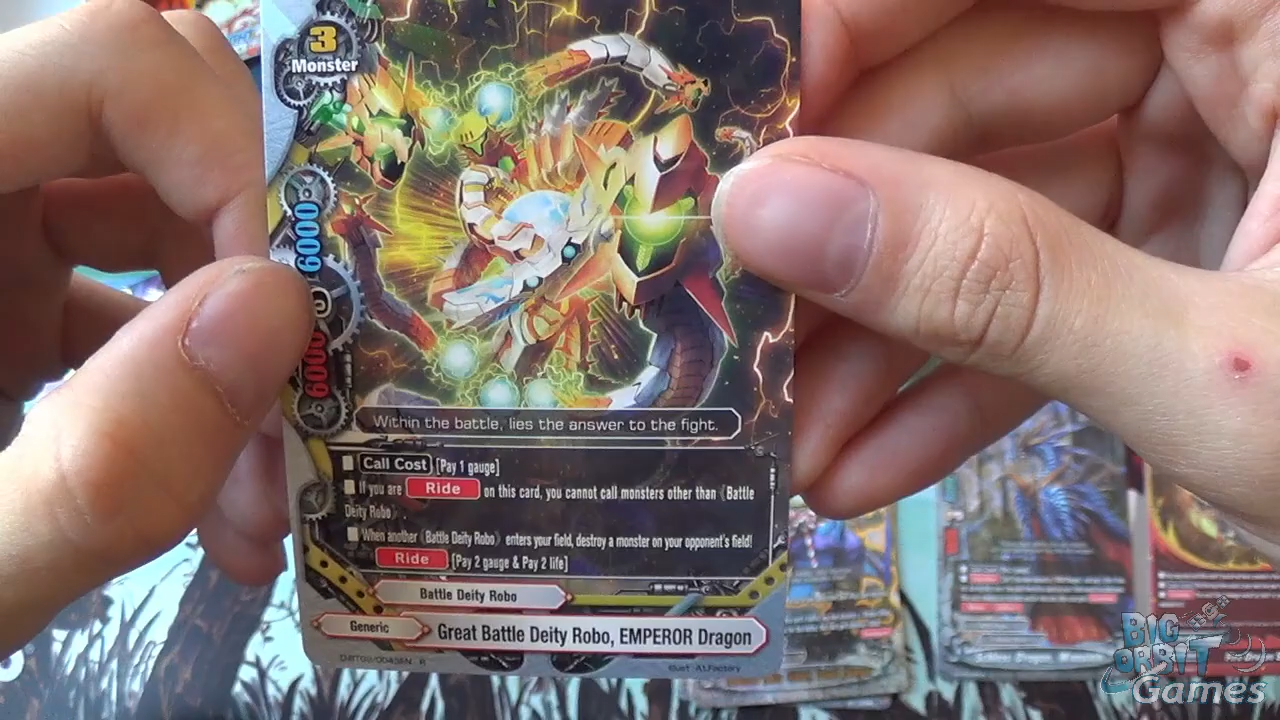 3
Monster
6000
6000
Within the battle, lies the answer to the fight.
Call Cost [Pay 1 gauge]
If you are Ride on this card, you cannot call monsters other than 《Battle
Deity Robo》.
When another 《Battle Deity Robo》 enters your field, destroy a monster on your opponent's field!
Ride [Pay 2 gauge & Pay 2 life]
Battle Deity Robo
Generic
Great Battle Deity Robo, EMPEROR Dragon
BIG
ORBIT
Games